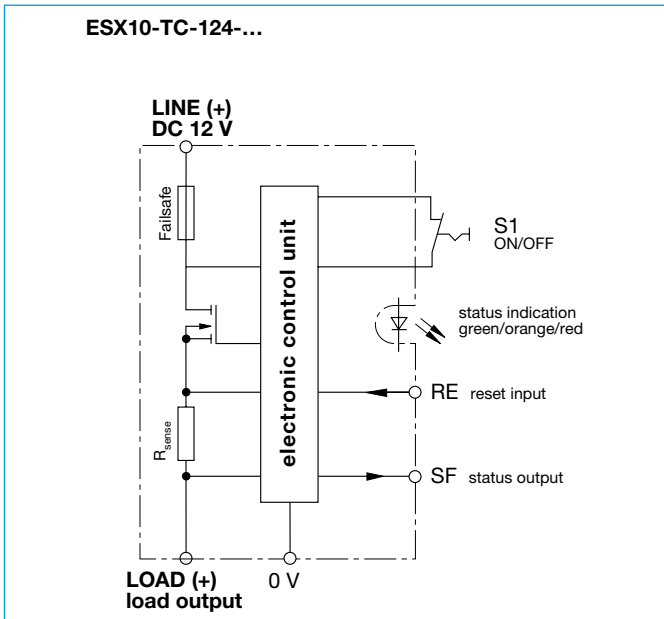 ESX10-TC-124-...
LINE (+)
DC 12 V
Failsafe
electronic control unit
S1
ON/OFF
status indication
green/orange/red
RE reset input
Rsense
SF status output
LOAD (+)
load output
0 V